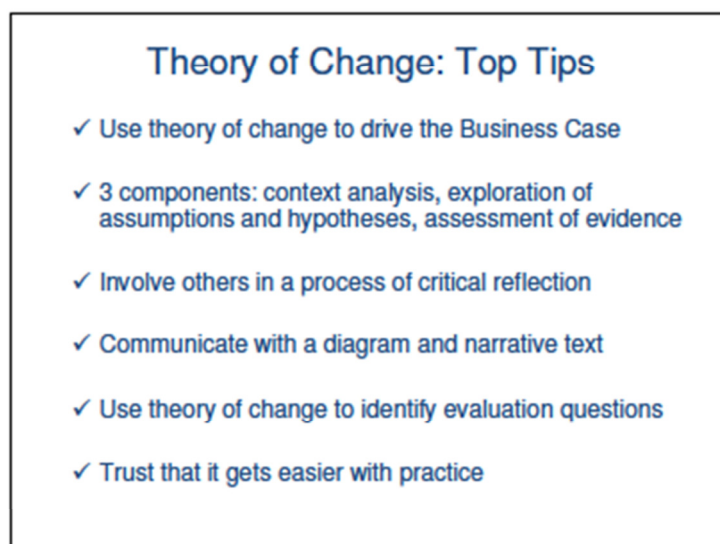 Theory of Change: Top Tips
✓ Use theory of change to drive the Business Case
✓ 3 components: context analysis, exploration of
assumptions and hypotheses, assessment of evidence
✓ Involve others in a process of critical reflection
✓ Communicate with a diagram and narrative text
✓ Use theory of change to identify evaluation questions
✓ Trust that it gets easier with practice